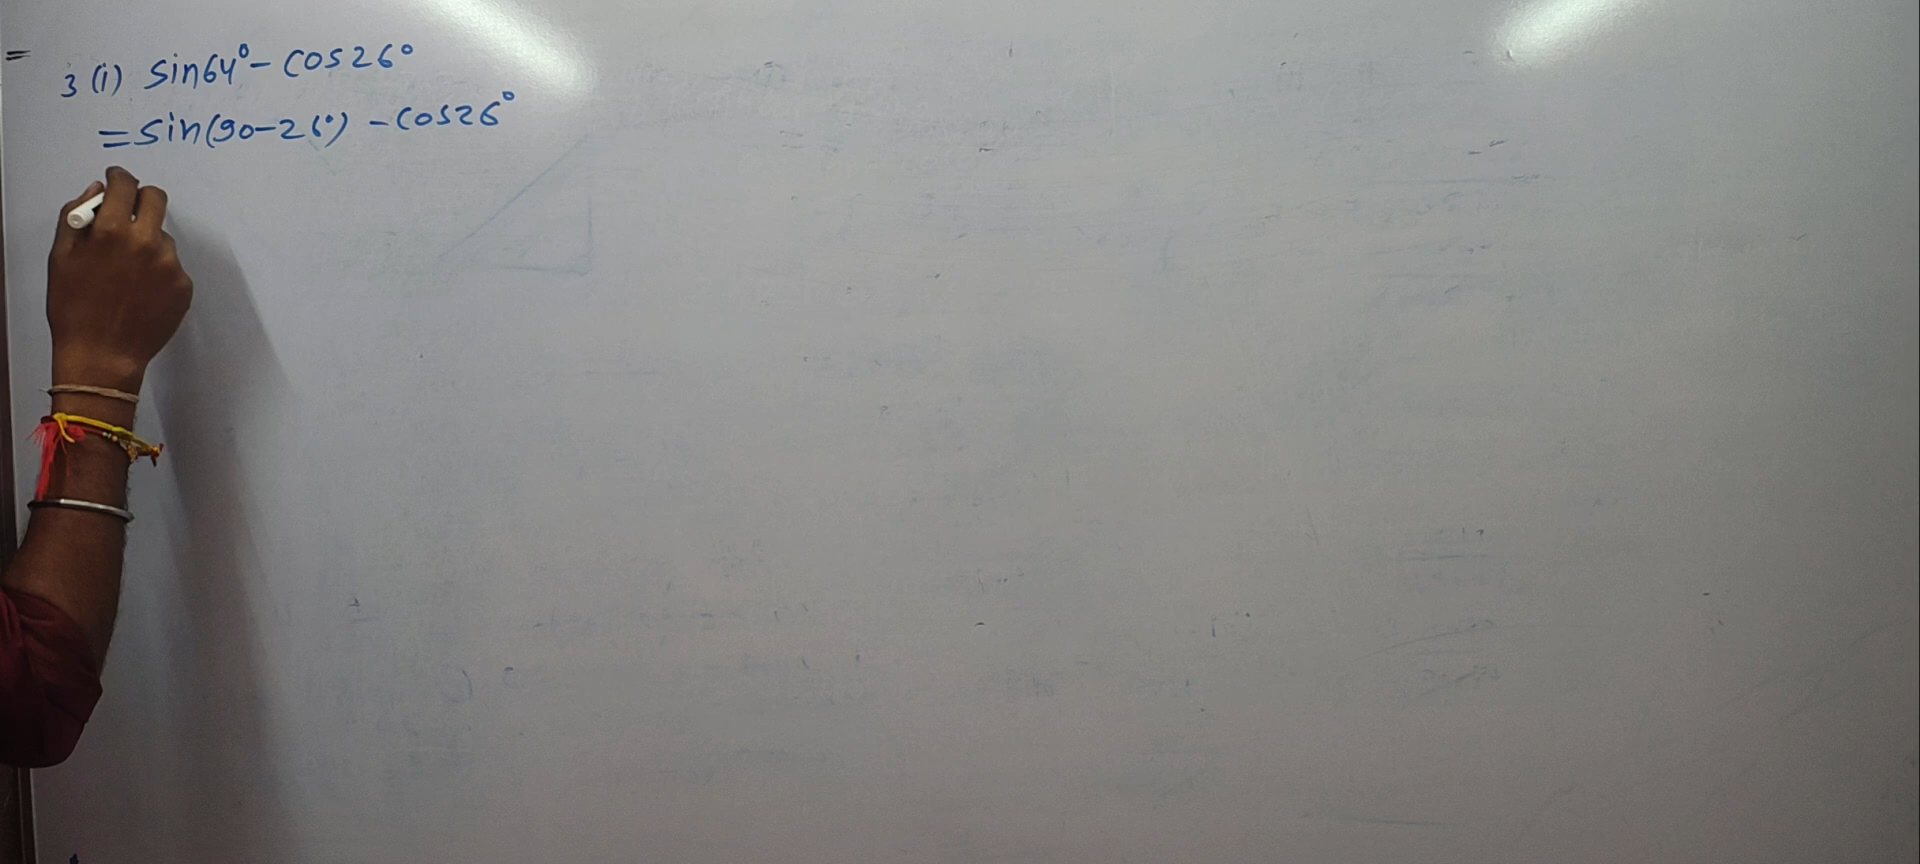 3 (i) sin64° - cos26°
= sin(90-26°) - cos26°